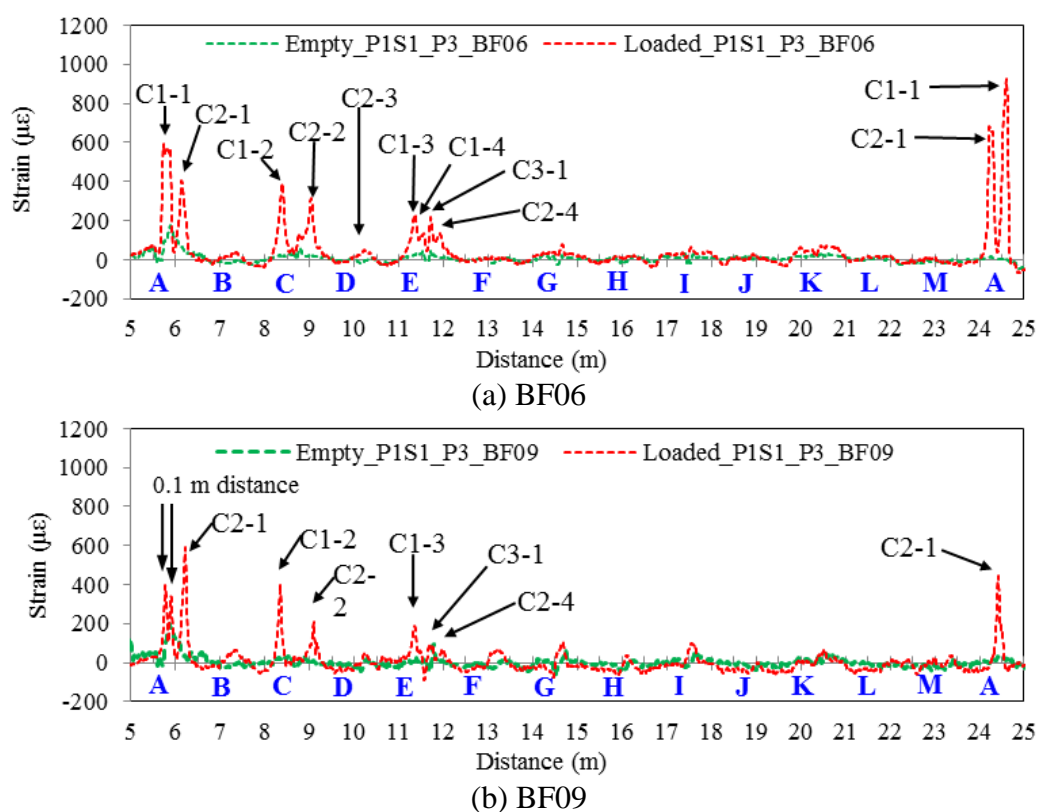 1200
Empty_P1S1_P3_BF06 Loaded_P1S1_P3_BF06
1000
C1-1 C2-3 C1-1
800
C2-1 C2-2 C1-3 C1-4 C2-1
600
C1-2 C3-1
400
C2-4
200
0
-200
Strain (µε)
A B C D E F G H I J K L M A
5 6 7 8 9 10 11 12 13 14 15 16 17 18 19 20 21 22 23 24 25
Distance (m)
(a) BF06
1200
Empty_P1S1_P3_BF09 Loaded_P1S1_P3_BF09
1000
0.1 m distance
800
C2-1 C1-2 C1-3 C3-1 C2-1
600
C2-
2
400
C2-4
200
0
-200
Strain (µε)
A B C D E F G H I J K L M A
5 6 7 8 9 10 11 12 13 14 15 16 17 18 19 20 21 22 23 24 25
Distance (m)
(b) BF09